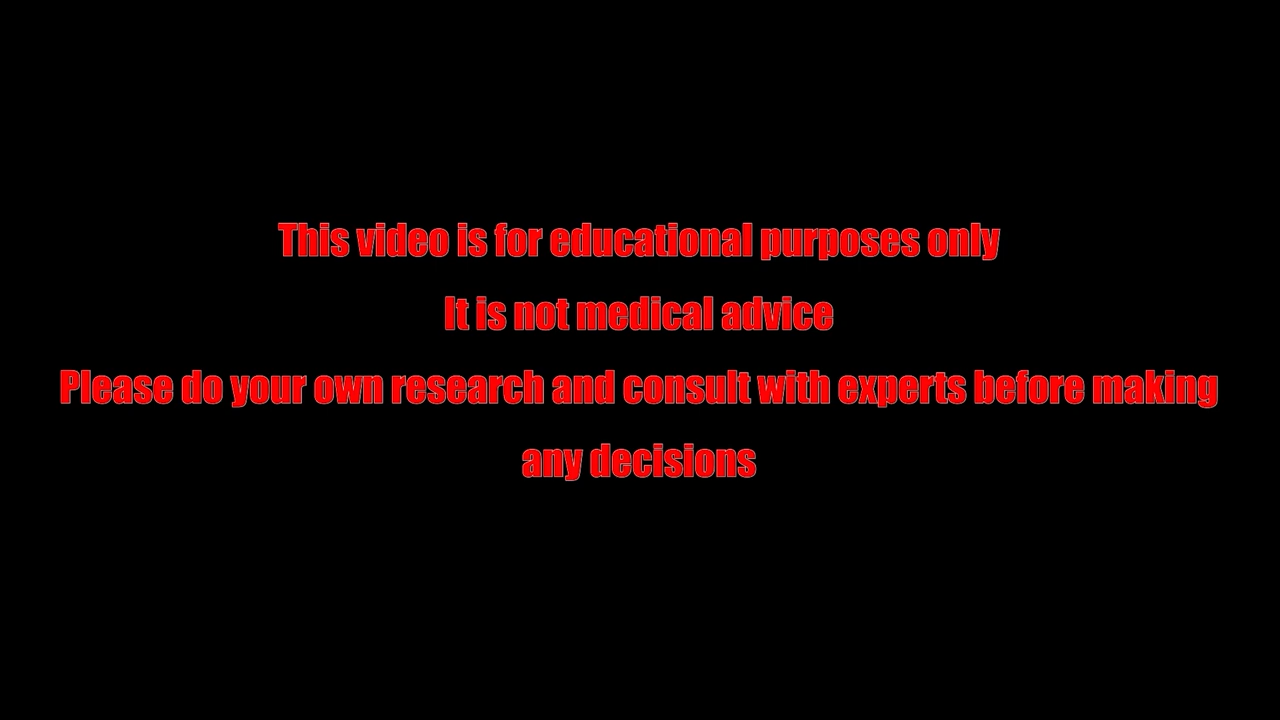 This video is for educational purposes only
It is not medical advice
Please do your own research and consult with experts before making
any decisions